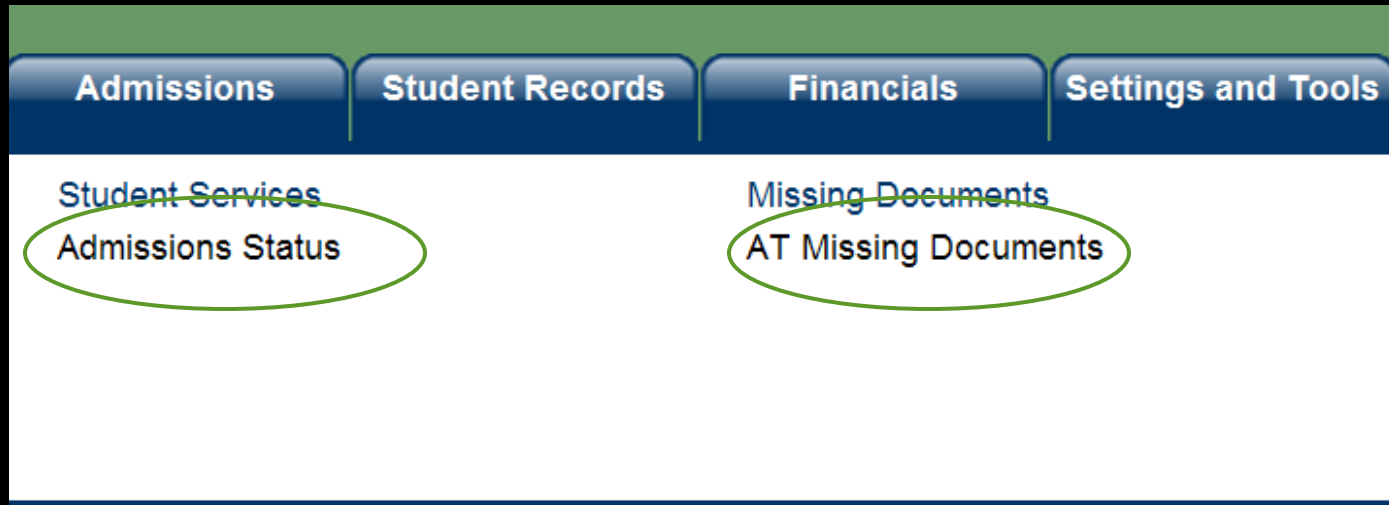 Admissions Student Records Financials Settings and Tools
Student Services Missing Documents
Admissions Status AT Missing Documents